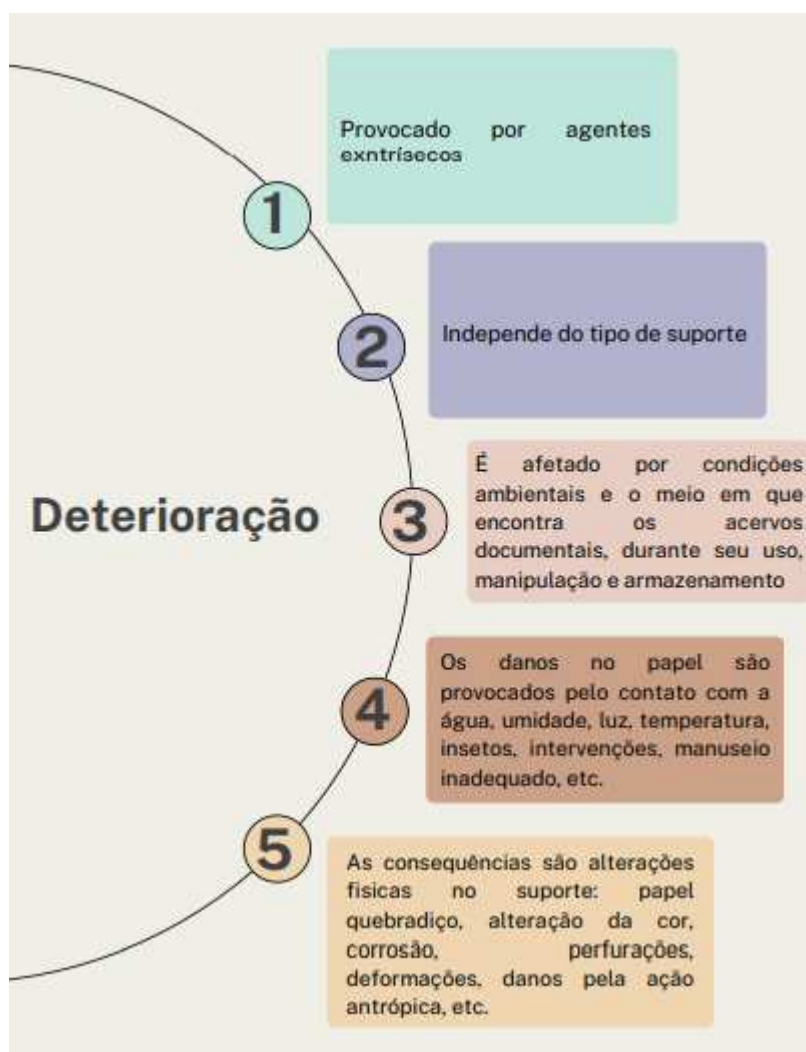 Provocado por agentes
exntrísecos
1
Independe do tipo de suporte
2
É afetado por condições
ambientais e o meio em que
encontra os acervos
documentais, durante seu uso,
manipulação e armazenamento
Deterioração
3
Os danos no papel são
provocados pelo contato com a
água, umidade, luz, temperatura,
insetos, intervenções, manuseio
inadequado, etc.
4
As consequências são alterações
fisicas no suporte: papel
quebradiço, alteração da cor,
corrosão, perfurações,
deformações, danos pela ação
antrópica, etc.
5